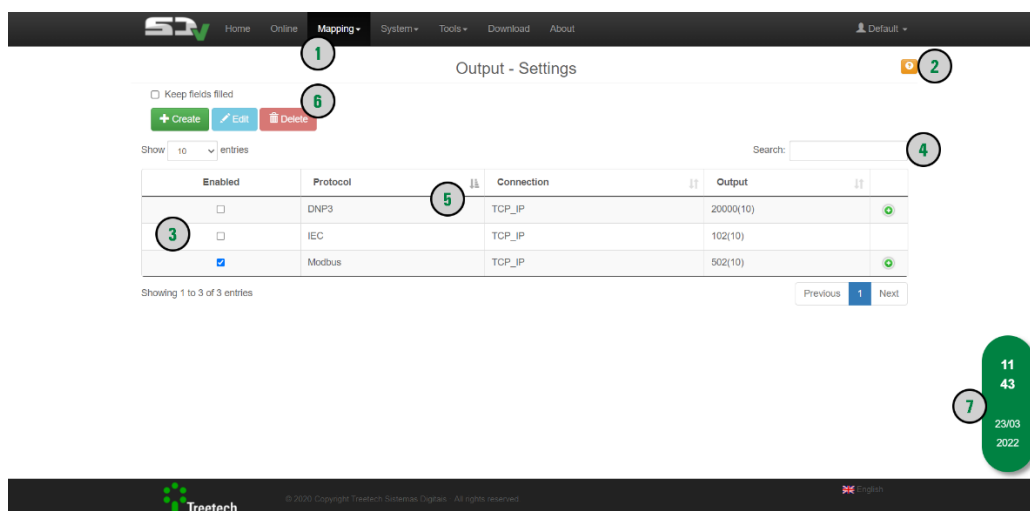 SDV Home Online Mapping System Tools Download About Default
1
Output - Settings
2
Keep fields filled
6
Create Edit Delete
Show 10 entries Search:
4
Enabled Protocol Connection Output
5
DNP3 TCP_IP 20000(10)
3
IEC TCP_IP 102(10)
Modbus TCP_IP 502(10)
Showing 1 to 3 of 3 entries Previous 1 Next
11
43
7
23/03
2022
Treetech © 2020 Copyright Treetech Sistemas Digitais - All rights reserved. English